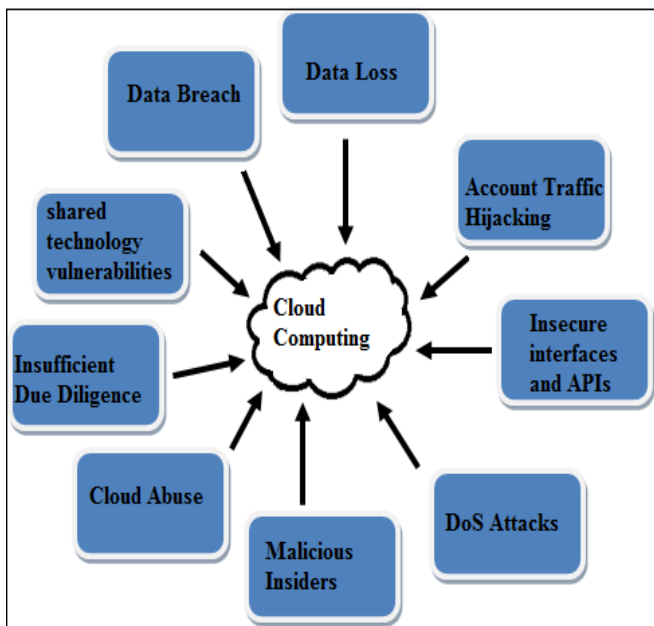 Data Loss
Data Breach
Account Traffic
Hijacking
shared
technology
vulnerabilities
Cloud
Computing
Insecure
interfaces
and APIs
Insufficient
Due Diligence
Cloud Abuse
DoS Attacks
Malicious
Insiders